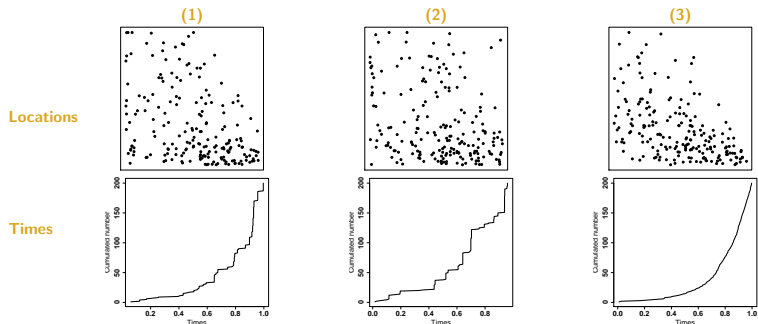 (1) (2) (3)
Locations
Times
Cumulated number
0 50 100 150 200
0.2 0.4 0.6 0.8 1.0
Times
Cumulated number
0 50 100 150 200
0.0 0.2 0.4 0.6 0.8
Times
Cumulated number
0 50 100 150 200
0.0 0.2 0.4 0.6 0.8 1.0
Times